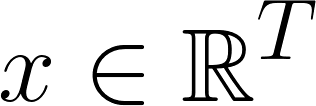 x ∈ ℝ^T